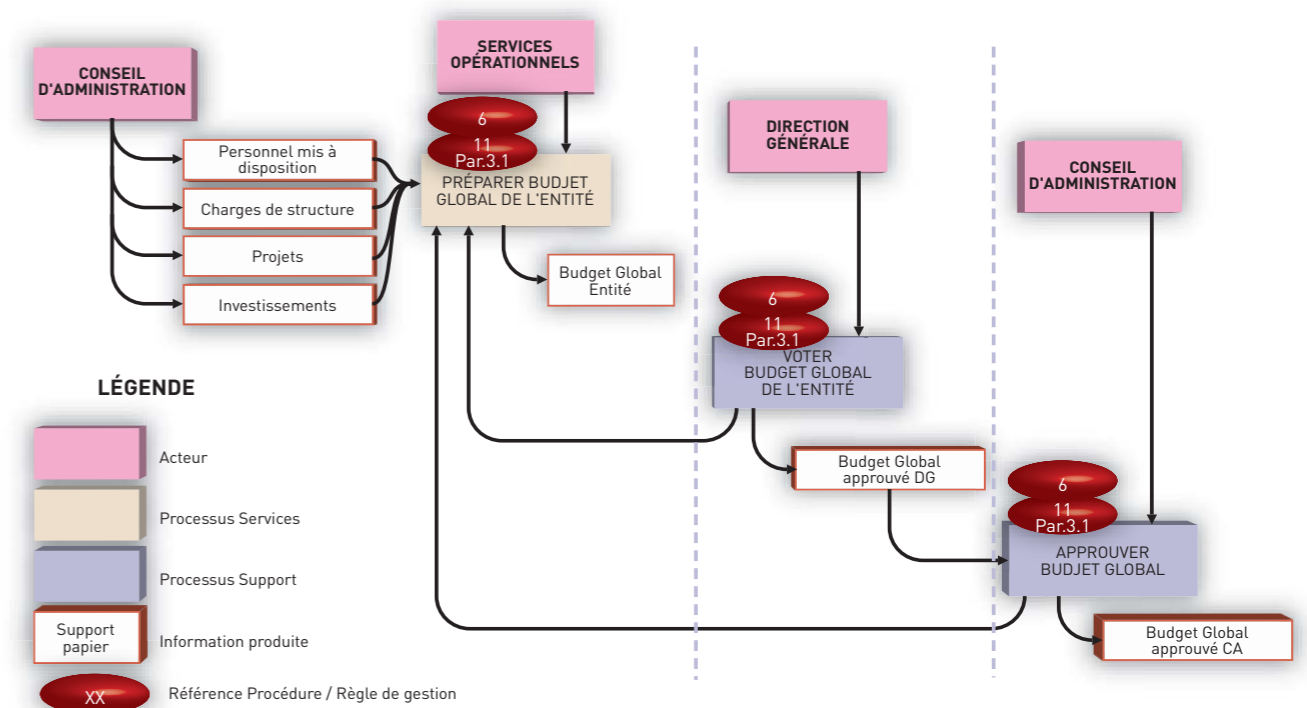 CONSEIL
D'ADMINISTRATION
Personnel mis à
disposition
Charges de structure
Projets
Investissements
SERVICES
OPÉRATIONNELS
6
11
Par.3.1
PRÉPARER BUDJET
GLOBAL DE L'ENTITÉ
Budget Global
Entité
DIRECTION
GÉNÉRALE
6
11
Par.3.1
VOTER
BUDGET GLOBAL
DE L'ENTITÉ
Budget Global
approuvé DG
CONSEIL
D'ADMINISTRATION
6
11
Par.3.1
APPROUVER
BUDJET GLOBAL
Budget Global
approuvé CA
LÉGENDE
Acteur
Processus Services
Processus Support
Support
papier
Information produite
XX
Référence Procédure / Règle de gestion